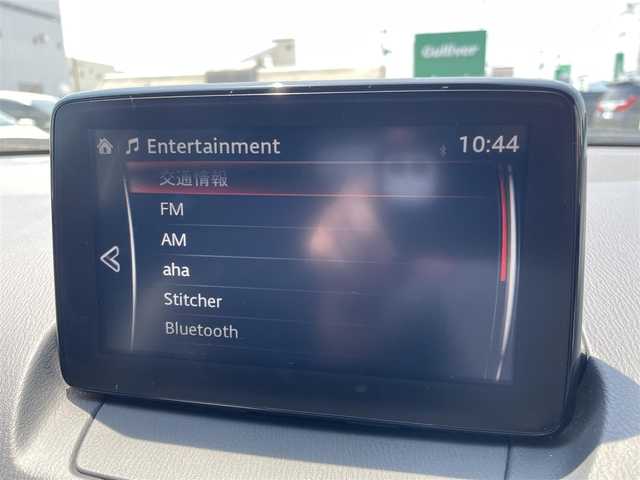 Gulliver
Entertainment
10:44
交通情報
FM
AM
aha
Stitcher
Bluetooth